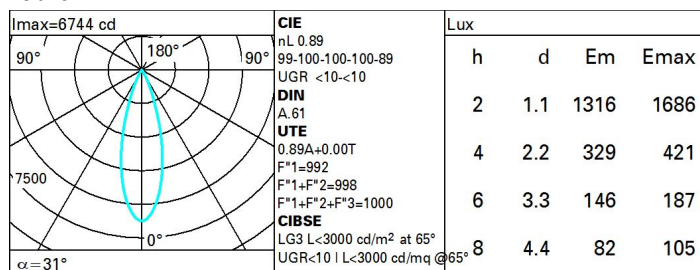 Imax=6744 cd
90°
180°
90°
7500
0°
α=31°
CIE
nL 0.89
99-100-100-100-89
UGR <10-<10
DIN
A.61
UTE
0.89A+0.00T
F"1=992
F"1+F"2=998
F"1+F"2+F"3=1000
CIBSE
LG3 L<3000 cd/m² at 65°
UGR<10 | L<3000 cd/mq @65°
Lux
h d Em Emax
2 1.1 1316 1686
4 2.2 329 421
6 3.3 146 187
8 4.4 82 105